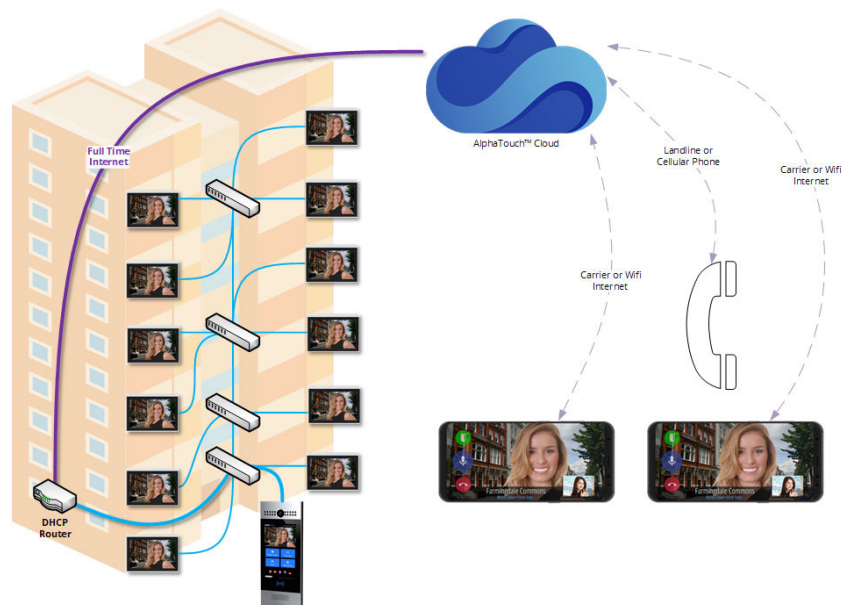 AlphaTouch™ Cloud
Full Time
Internet
Landline or
Cellular Phone
Carrier or Wifi
Internet
Carrier or Wifi
Internet
DHCP
Router
Farmingdale Commons
Farmingdale Commons